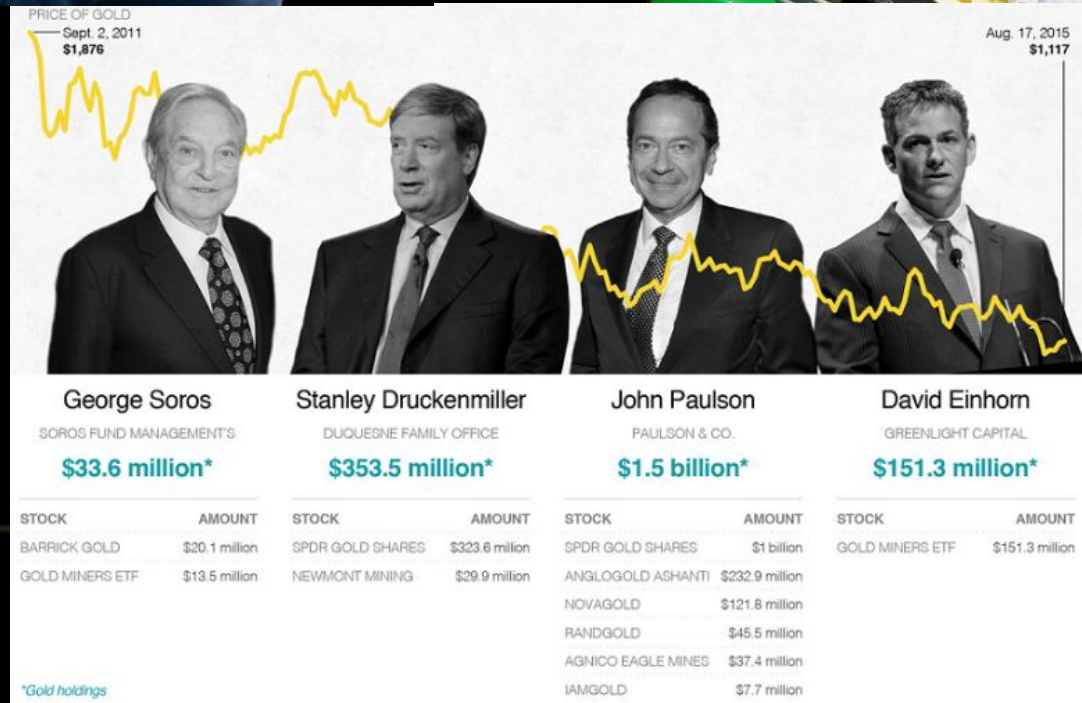 PRICE OF GOLD
Sept. 2, 2011
$1,876
Aug. 17, 2015
$1,117
George Soros
SOROS FUND MANAGEMENT'S
$33.6 million*
STOCK AMOUNT
BARRICK GOLD $20.1 million
GOLD MINERS ETF $13.5 million
Stanley Druckenmiller
DUQUESNE FAMILY OFFICE
$353.5 million*
STOCK AMOUNT
SPDR GOLD SHARES $323.6 million
NEWMONT MINING $29.9 million
John Paulson
PAULSON & CO.
$1.5 billion*
STOCK AMOUNT
SPDR GOLD SHARES $1 billion
ANGLOGOLD ASHANTI $232.9 million
NOVAGOLD $121.8 million
RANDGOLD $45.5 million
AGNICO EAGLE MINES $37.4 million
IAMGOLD $7.7 million
David Einhorn
GREENLIGHT CAPITAL
$151.3 million*
STOCK AMOUNT
GOLD MINERS ETF $151.3 million
*Gold holdings